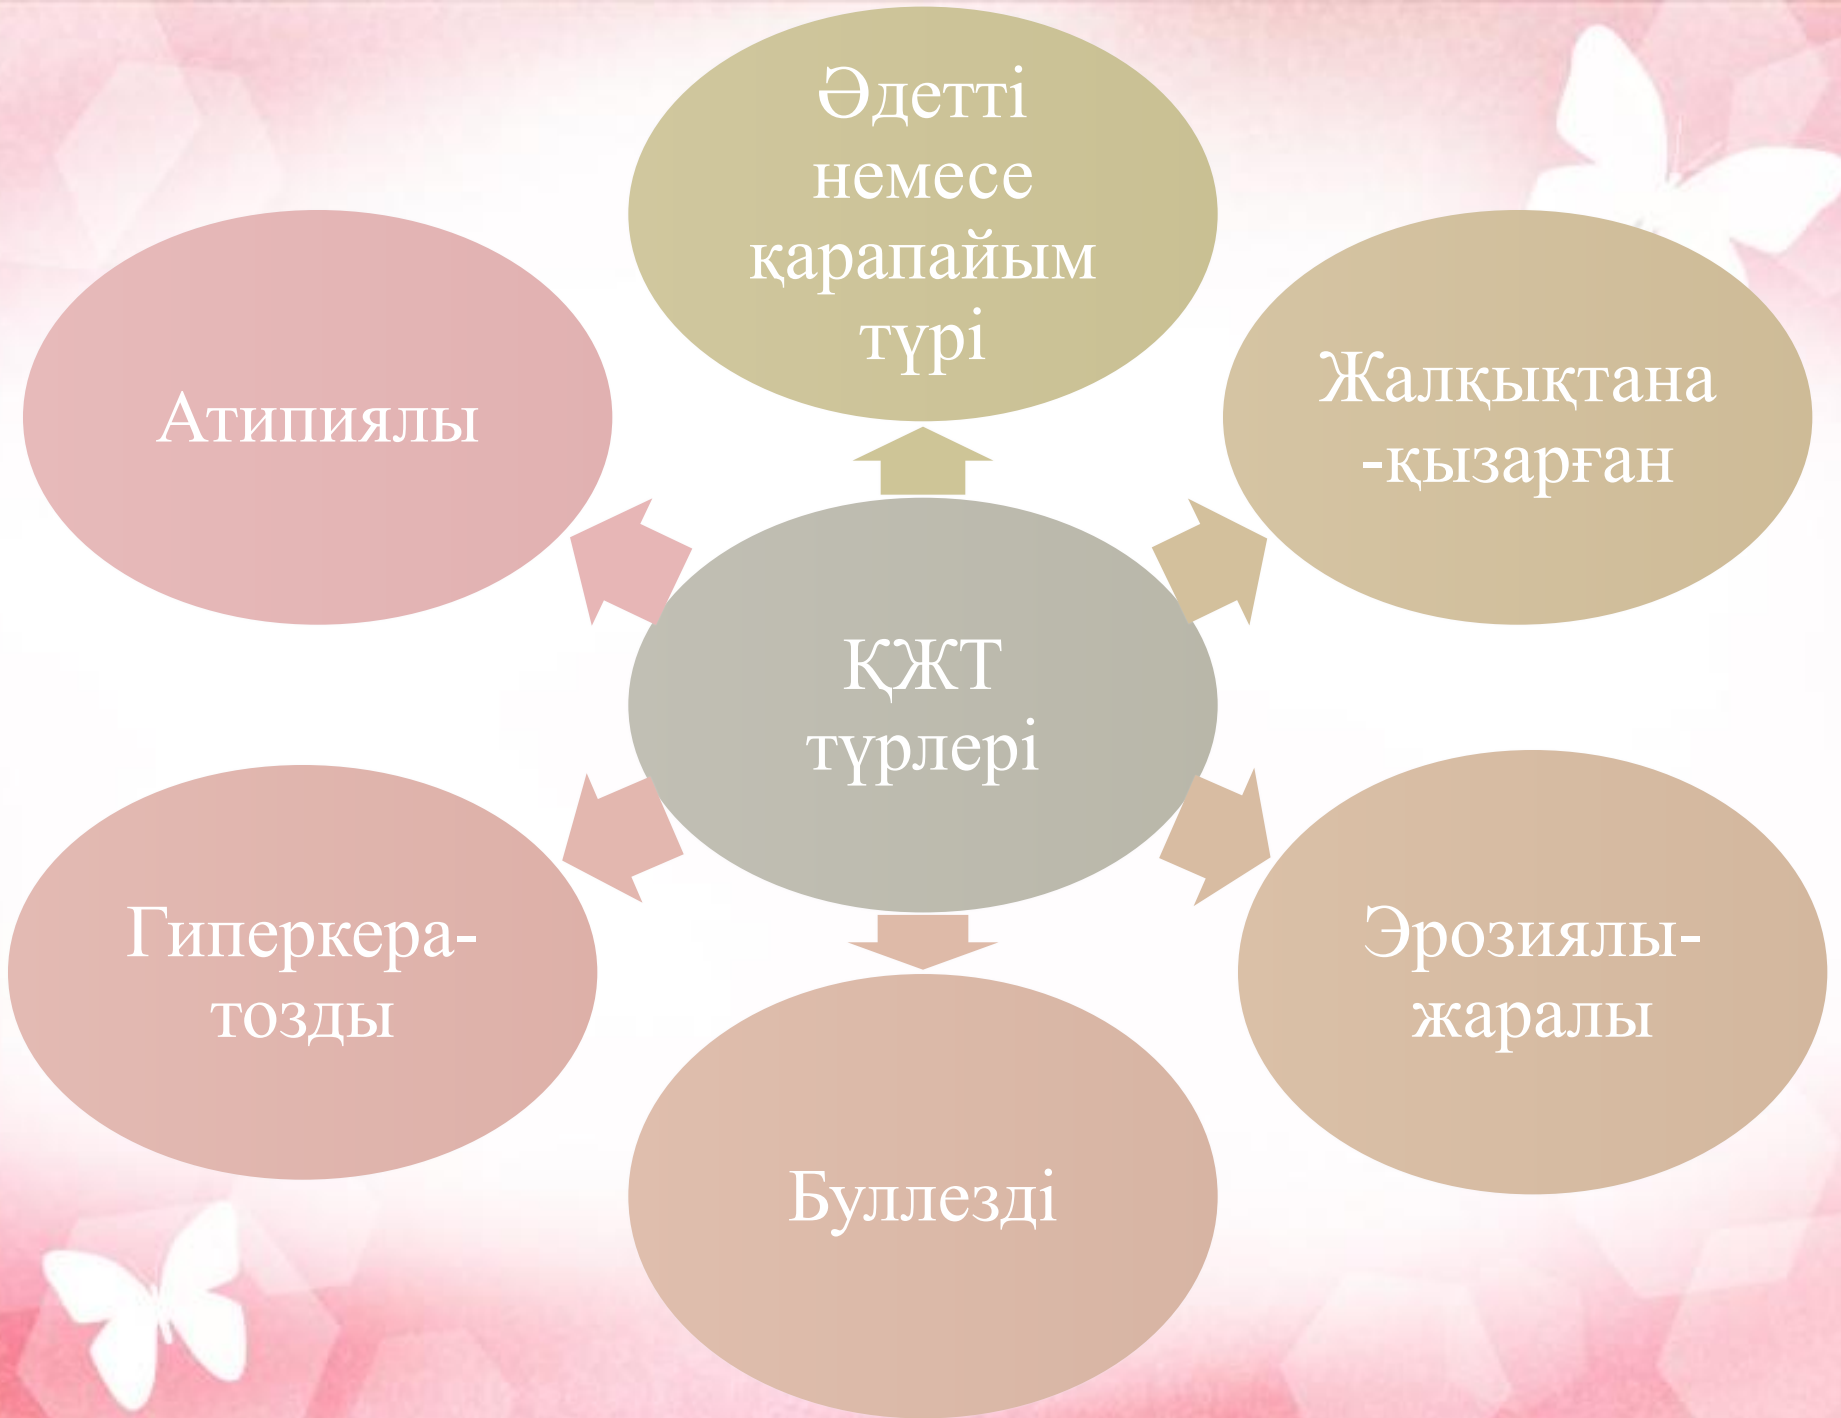 Әдетті
немесе
қарапайым
түрі
Жалқықтана
-қызарған
Эрозиялы-
жаралы
Буллезді
Гиперкера-
тозды
Атипиялы
ҚЖТ
түрлері